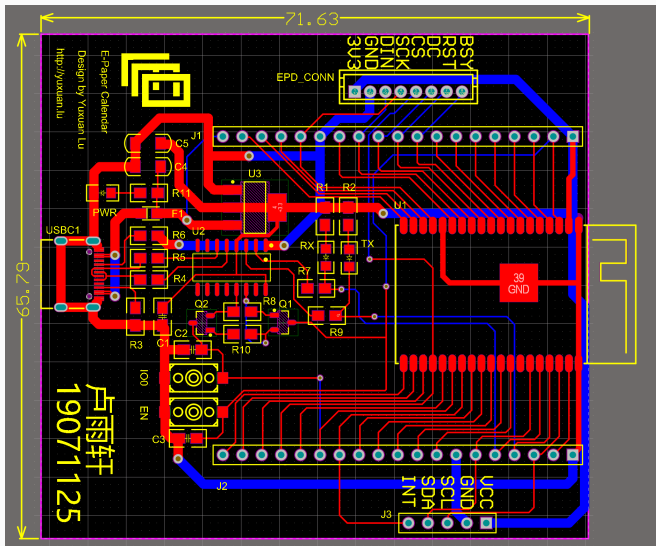 71.63
65.79
E-Paper Calendar
Design by Yuxuan Lu
http://yuxuan.lu
EPD_CONN
3V3
GND
DIN
SCK
CS
DC
RST
BSY
J1
C5
C4
R11
PWR
F1
U3
R1
R2
U1
USBC1
R6
U2
R5
R4
RX
TX
R7
39
GND
R3
C1
Q2
R8
Q1
R9
C2
R10
IO0
EN
C3
卢雨轩
19071125
J2
J3
INT
SDA
SCL
GND
VCC